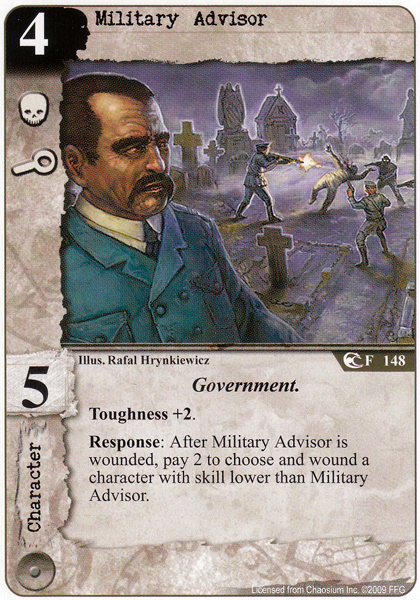 4
Military Advisor
Illus. Rafal Hrynkiewicz
F 148
5
Government.
Toughness +2.
Response: After Military Advisor is
wounded, pay 2 to choose and wound a
character with skill lower than Military
Advisor.
Character
Licensed from Chaosium Inc. ©2009 FFG